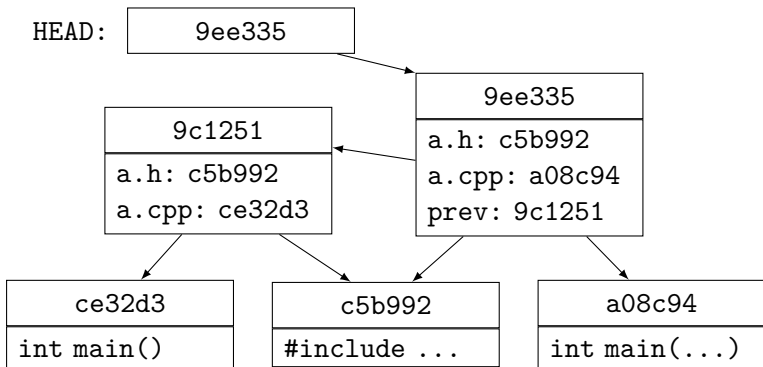 HEAD: 9ee335
9ee335
a.h: c5b992
a.cpp: a08c94
prev: 9c1251
9c1251
a.h: c5b992
a.cpp: ce32d3
ce32d3
int main()
c5b992
#include ...
a08c94
int main(...)